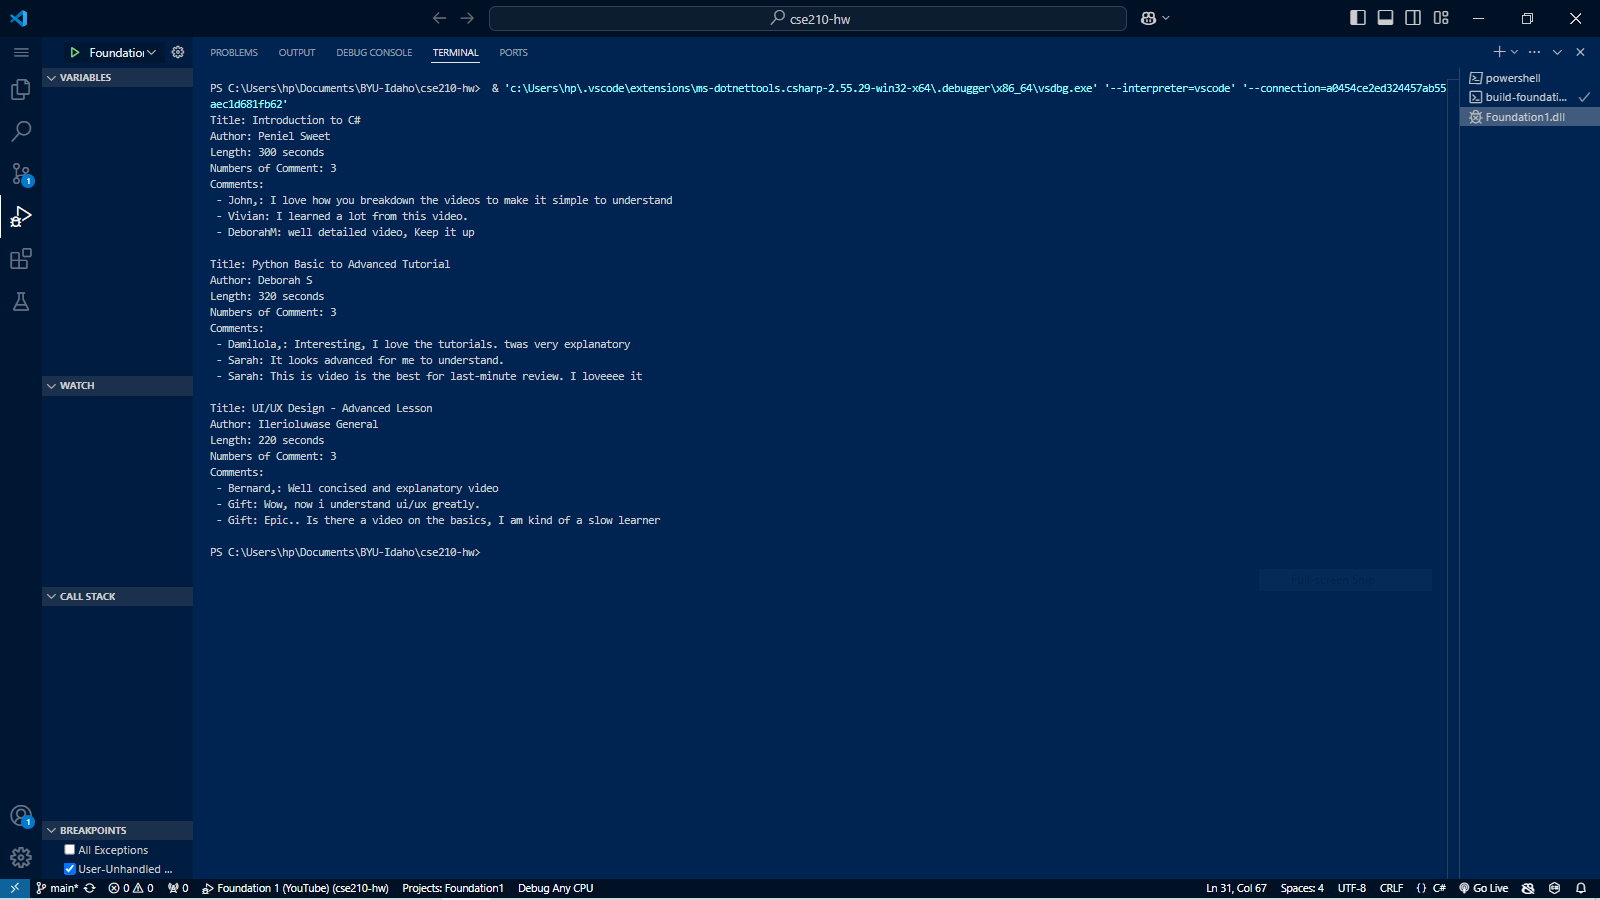 cse210-hw
Foundation
PROBLEMS OUTPUT DEBUG CONSOLE TERMINAL PORTS
VARIABLES
WATCH
CALL STACK
BREAKPOINTS
All Exceptions
User-Unhandled ...
PS C:\Users\hp\Documents\BYU-Idaho\cse210-hw> & 'c:\Users\hp\.vscode\extensions\ms-dotnettools.csharp-2.55.29-win32-x64\.debugger\x86_64\vsdbg.exe' '--interpreter=vscode' '--connection=a0454ce2ed324457ab55
aec1d681fb62'
Title: Introduction to C#
Author: Peniel Sweet
Length: 300 seconds
Numbers of Comment: 3
Comments:
- John,: I love how you breakdown the videos to make it simple to understand
- Vivian: I learned a lot from this video.
- DeborahM: well detailed video, Keep it up
Title: Python Basic to Advanced Tutorial
Author: Deborah S
Length: 320 seconds
Numbers of Comment: 3
Comments:
- Damilola,: Interesting, I love the tutorials. twas very explanatory
- Sarah: It looks advanced for me to understand.
- Sarah: This is video is the best for last-minute review. I loveeee it
Title: UI/UX Design - Advanced Lesson
Author: Ilerioluwase General
Length: 220 seconds
Numbers of Comment: 3
Comments:
- Bernard,: Well concised and explanatory video
- Gift: Wow, now i understand ui/ux greatly.
- Gift: Epic.. Is there a video on the basics, I am kind of a slow learner
PS C:\Users\hp\Documents\BYU-Idaho\cse210-hw>
powershell
build-foundati...
Foundation1.dll
1
1
main* 0 0 0 Foundation 1 (YouTube) (cse210-hw) Projects: Foundation1 Debug Any CPU Ln 31, Col 67 Spaces: 4 UTF-8 CRLF {} C# Go Live